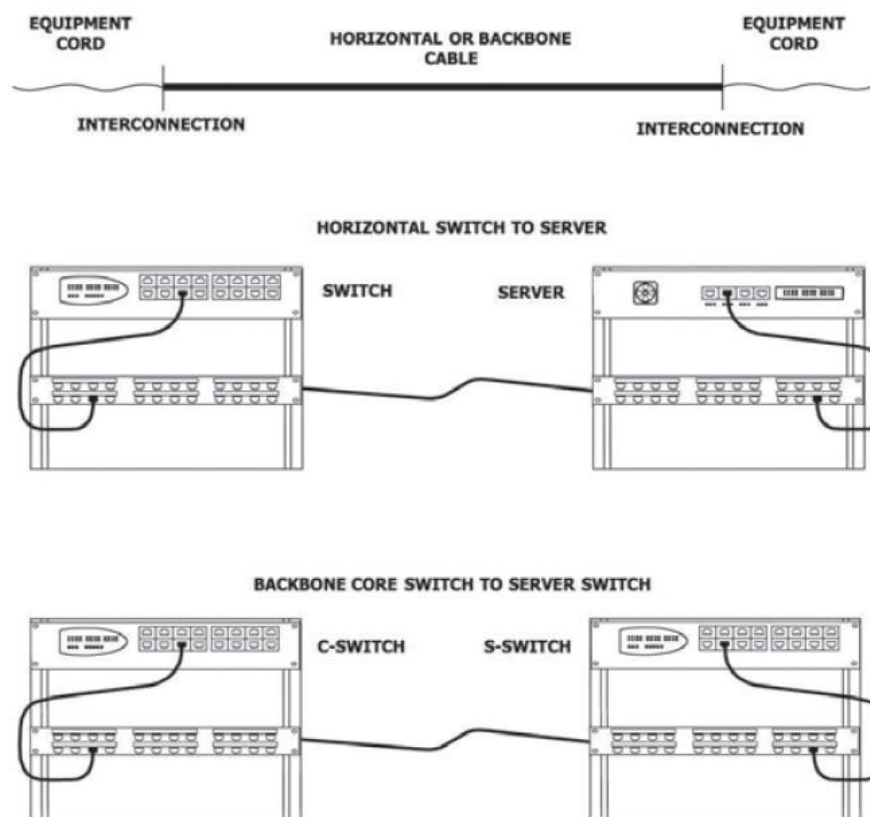 EQUIPMENT
CORD
HORIZONTAL OR BACKBONE
CABLE
EQUIPMENT
CORD
INTERCONNECTION
INTERCONNECTION
HORIZONTAL SWITCH TO SERVER
SWITCH
SERVER
BACKBONE CORE SWITCH TO SERVER SWITCH
C-SWITCH
S-SWITCH